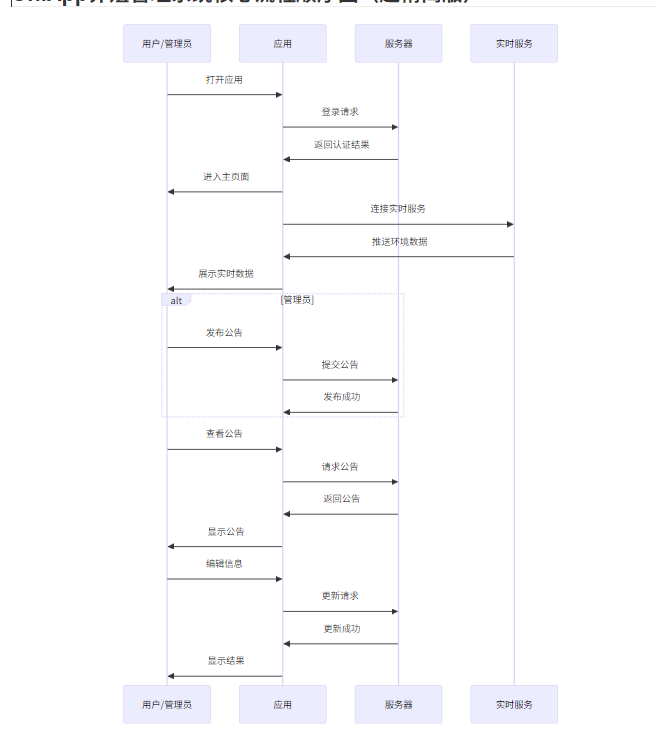 用户/管理员 应用 服务器 实时服务
打开应用
登录请求
返回认证结果
进入主页面
连接实时服务
推送环境数据
展示实时数据
alt [管理员]
发布公告
提交公告
发布成功
查看公告
请求公告
返回公告
显示公告
编辑信息
更新请求
更新成功
显示结果
用户/管理员 应用 服务器 实时服务